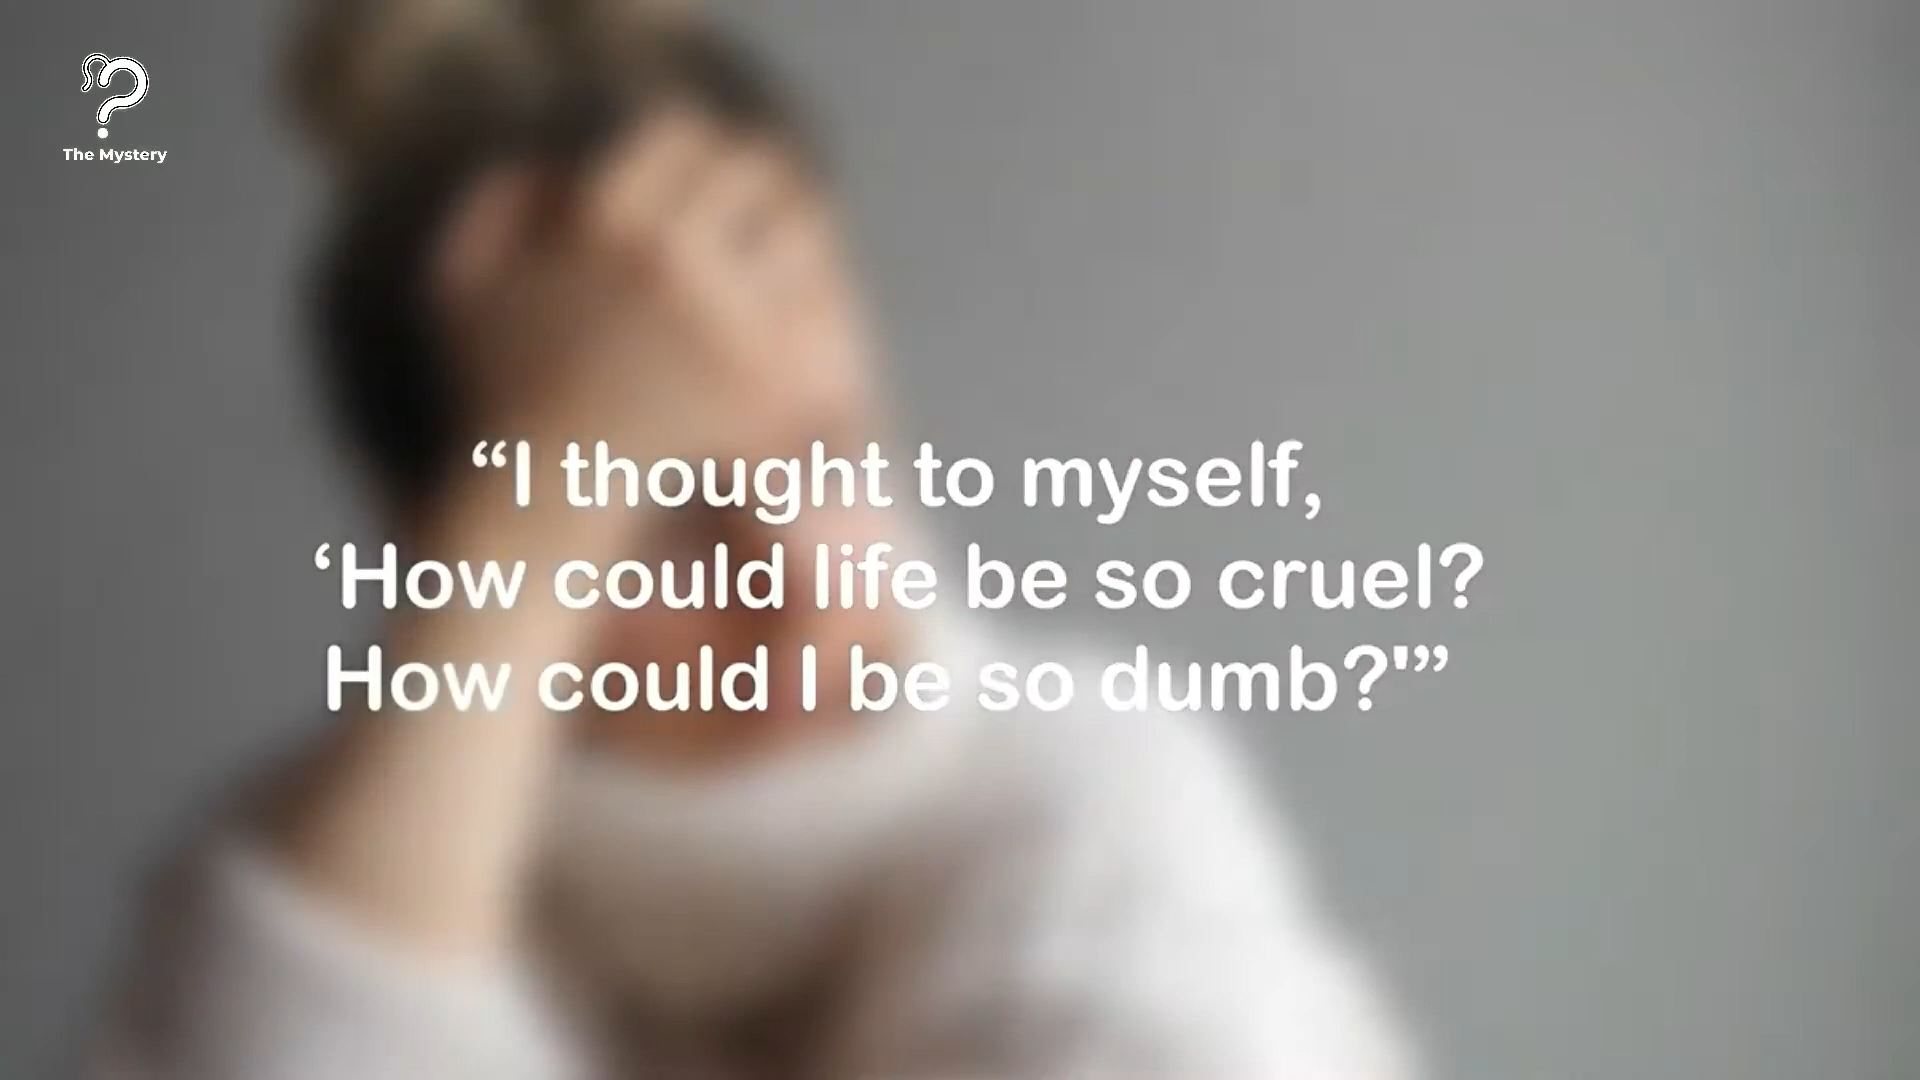 The Mystery
“I thought to myself,
‘How could life be so cruel?
How could I be so dumb?'”